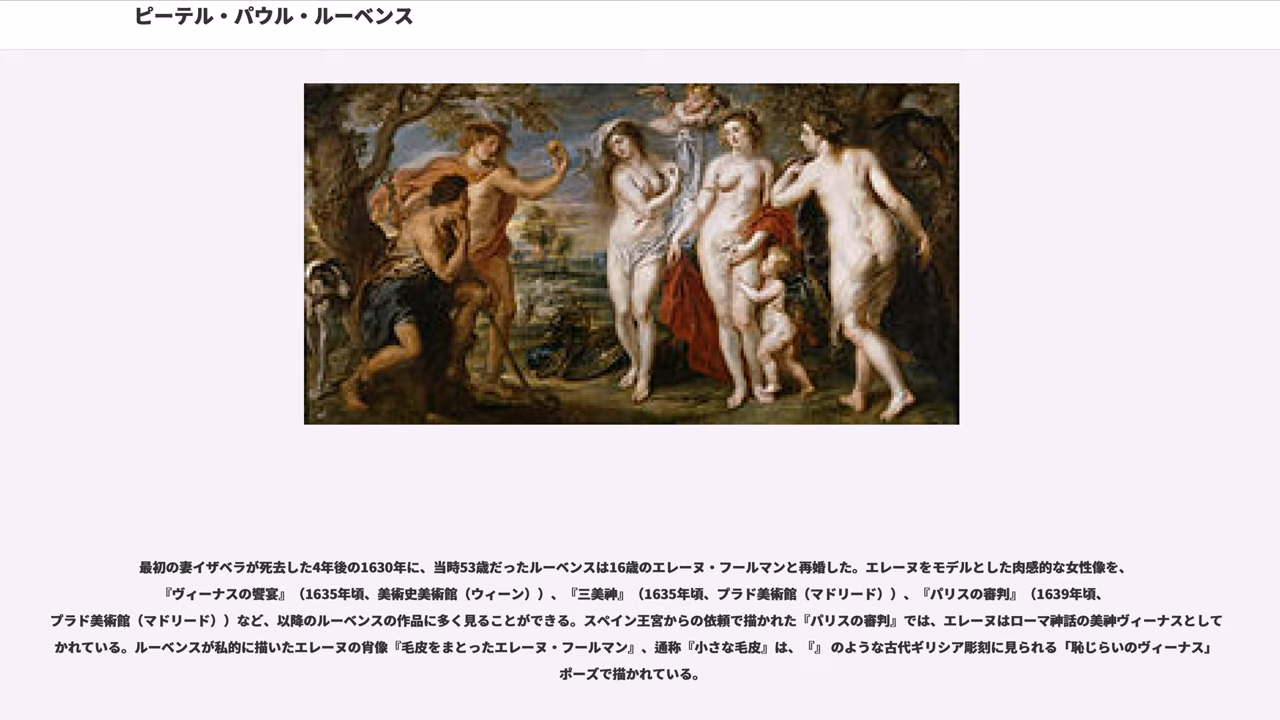 ピーテル・パウル・ルーベンス
最初の妻イザベラが死去した4年後の1630年に、当時53歳だったルーベンスは16歳のエレーヌ・フールマンと再婚した。エレーヌをモデルとした肉感的な女性像を、
『ヴィーナスの饗宴』（1635年頃、美術史美術館（ウィーン））、『三美神』（1635年頃、プラド美術館（マドリード））、『パリスの審判』（1639年頃、
プラド美術館（マドリード））など、以降のルーベンスの作品に多く見ることができる。スペイン王宮からの依頼で描かれた『パリスの審判』では、エレーヌはローマ神話の美神ヴィーナスとして
かれている。ルーベンスが私的に描いたエレーヌの肖像『毛皮をまとったエレーヌ・フールマン』、通称『小さな毛皮』は、『』 のような古代ギリシア彫刻に見られる「恥じらいのヴィーナス」
ポーズで描かれている。